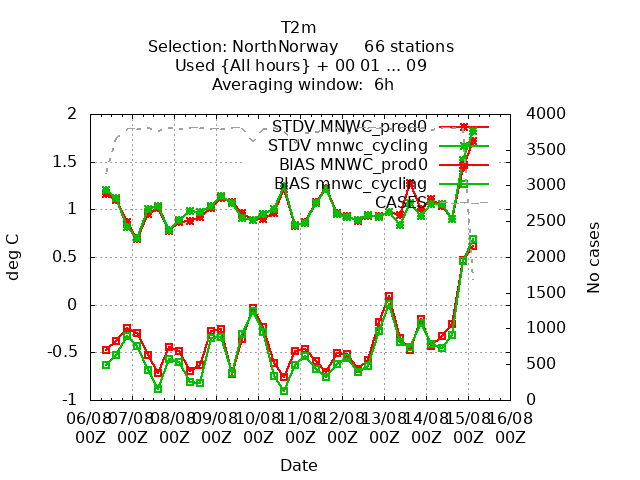 T2m
Selection: NorthNorway 66 stations
Used {All hours} + 00 01 ... 09
Averaging window: 6h
2
1.5
1
0.5
0
-0.5
-1
4000
3500
3000
2500
2000
1500
1000
500
0
STDV MNWC_prod0
STDV mnwc_cycling
BIAS MNWC_prod0
BIAS mnwc_cycling
CASES
deg C
No cases
06/08 07/08 08/08 09/08 10/08 11/08 12/08 13/08 14/08 15/08 16/08
00Z 00Z 00Z 00Z 00Z 00Z 00Z 00Z 00Z 00Z 00Z
Date